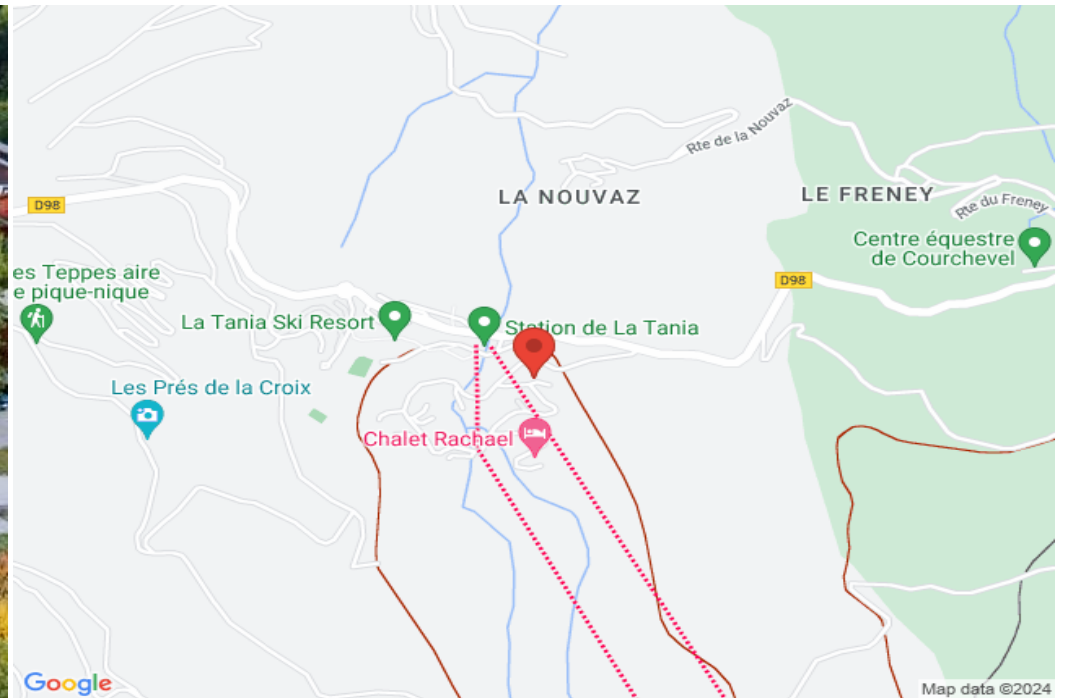 Rte de la Nouvaz
LA NOUVAZ
LE FRENEY
D98
Rte du Freney
Centre équestre
de Courchevel
es Teppes aire
e pique-nique
D98
La Tania Ski Resort
Station de La Tania
Les Prés de la Croix
Chalet Rachael
Google
Map data ©2024